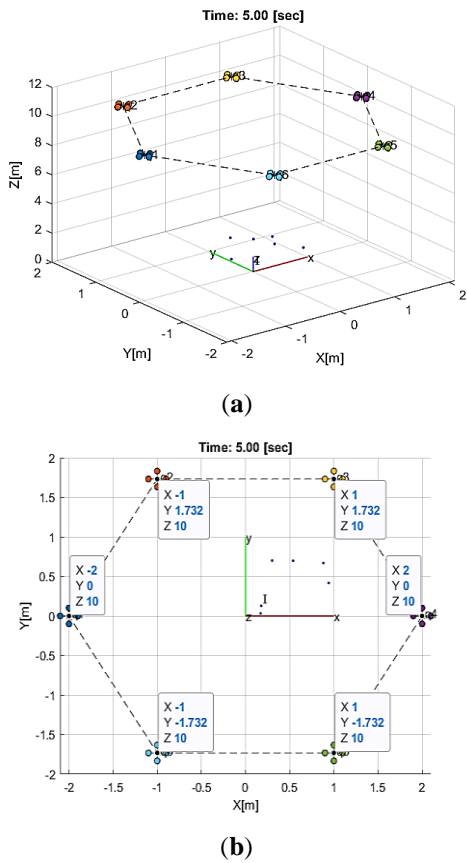 Time: 5.00 [sec]
12
10
8
6
4
2
0
Z[m]
2
1
0
-1
-2
Y[m]
-2
-1
0
1
2
X[m]
2
3
4
5
y
x
(a)
Time: 5.00 [sec]
2
1.5
1
0.5
0
-0.5
-1
-1.5
-2
Y[m]
X -1
Y 1.732
Z 10
X 1
Y 1.732
Z 10
X -2
Y 0
Z 10
X 2
Y 0
Z 10
y
I
z
x
4
X -1
Y -1.732
Z 10
X 1
Y -1.732
Z 10
-2 -1.5 -1 -0.5 0 0.5 1 1.5 2
X[m]
(b)